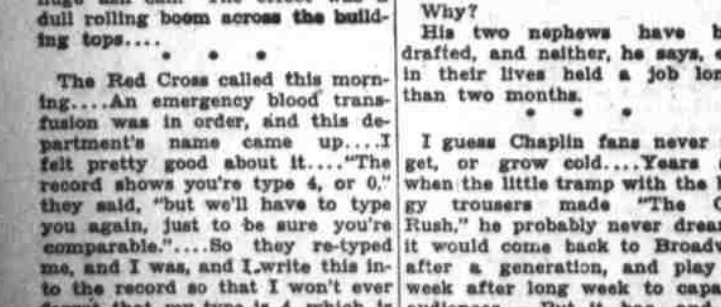 dull rolling boom across the build-
ing tops....
* * *
The Red Cross called this morn-
ing....An emergency blood trans-
fusion was in order, and this de-
partment's name came up....I
felt pretty good about it...."The
record shows you're type 4, or O,"
they said, "but we'll have to type
you again, just to be sure you're
comparable."....So they re-typed
me, and I was, and I write this in-
to the record so that I won't ever
Why?
His two nephews have
drafted, and neither, he says,
in their lives held a job
than two months.
* * *
I guess Chaplin fans never
get, or grow cold....Years
when the little tramp with the
gy trousers made "The
Rush," he probably never
it would come back to
after a generation, and play
week after long week to